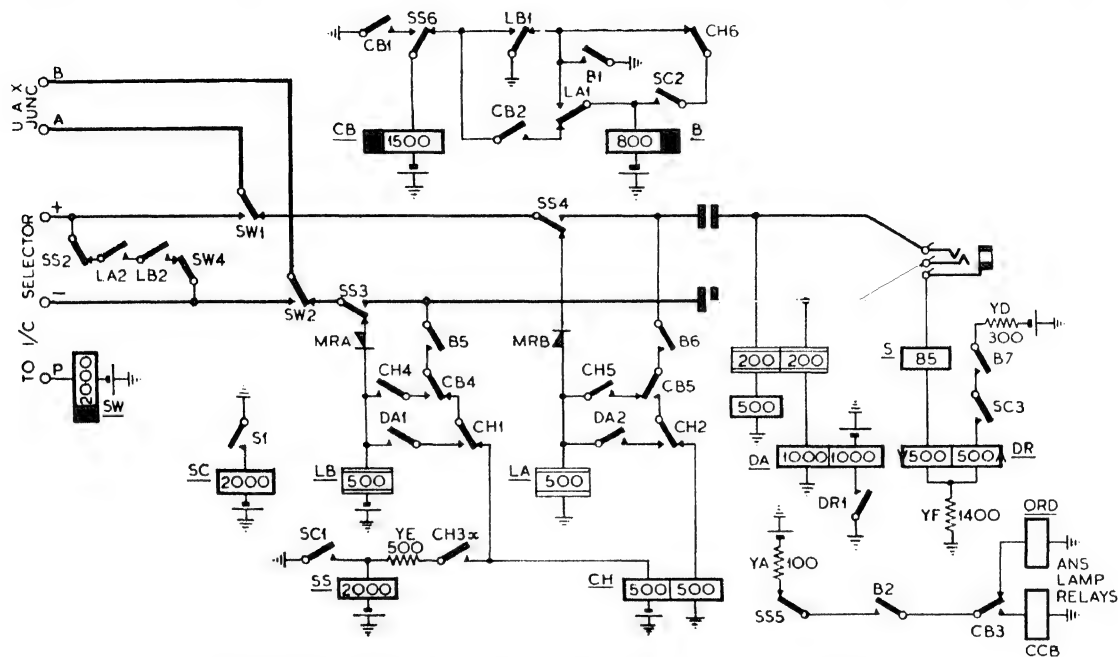 SS6
LB1
CB1
CH6
B1
SC2
LA1
CB2
CB
1500
800
B
UAX
JUNC
B
A
SW1
SW2
SS4
TO I/C SELECTOR
+
−
P
SS2
LA2
LB2
SW4
SS3
2000
SW
MRA
B5
CH4
CB4
DA1
CH1
MRB
B6
CH5
CB5
DA2
CH2
S1
SC
2000
LB
500
LA
500
SC1
YE
500
CH3x
SS
2000
CH
500
500
200
200
500
DA
1000
1000
DR1
S
85
YD
300
B7
SC3
500
500
DR
YF
1400
YA
100
SS5
B2
CB3
ORD
ANS
LAMP
RELAYS
CCB